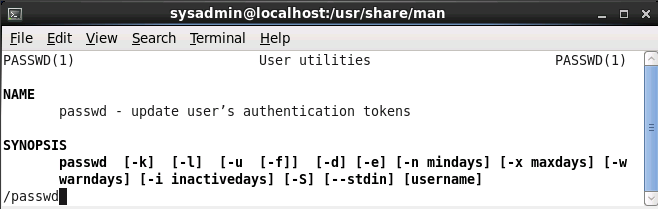 sysadmin@localhost:/usr/share/man
File Edit View Search Terminal Help
PASSWD(1) User utilities PASSWD(1)
NAME
passwd - update user’s authentication tokens
SYNOPSIS
passwd [-k] [-l] [-u [-f]] [-d] [-e] [-n mindays] [-x maxdays] [-w
warndays] [-i inactivedays] [-S] [--stdin] [username]
/passwd